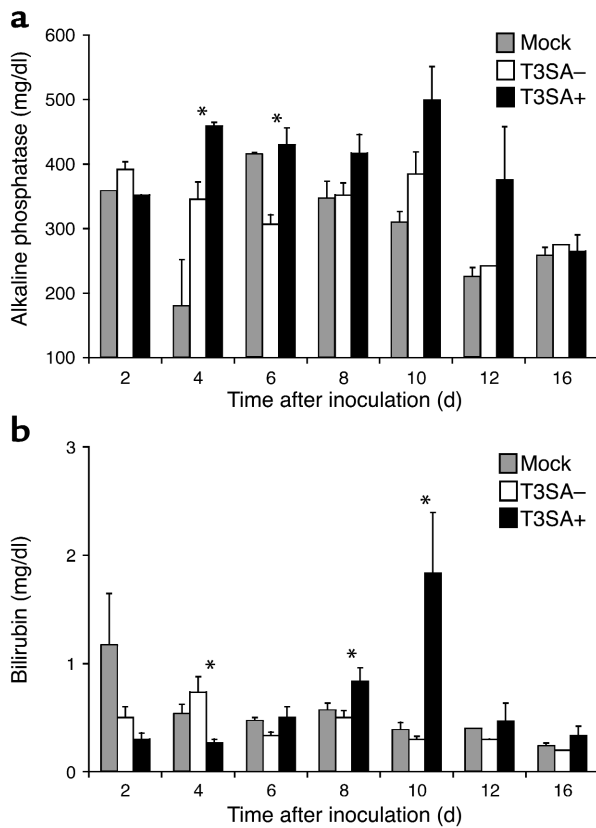 a
600
500
400
300
200
100
Alkaline phosphatase (mg/dl)
Mock
T3SA–
T3SA+
*
*
2 4 6 8 10 12 16
Time after inoculation (d)
b
3
2
1
0
Bilirubin (mg/dl)
Mock
T3SA–
T3SA+
*
*
*
2 4 6 8 10 12 16
Time after inoculation (d)